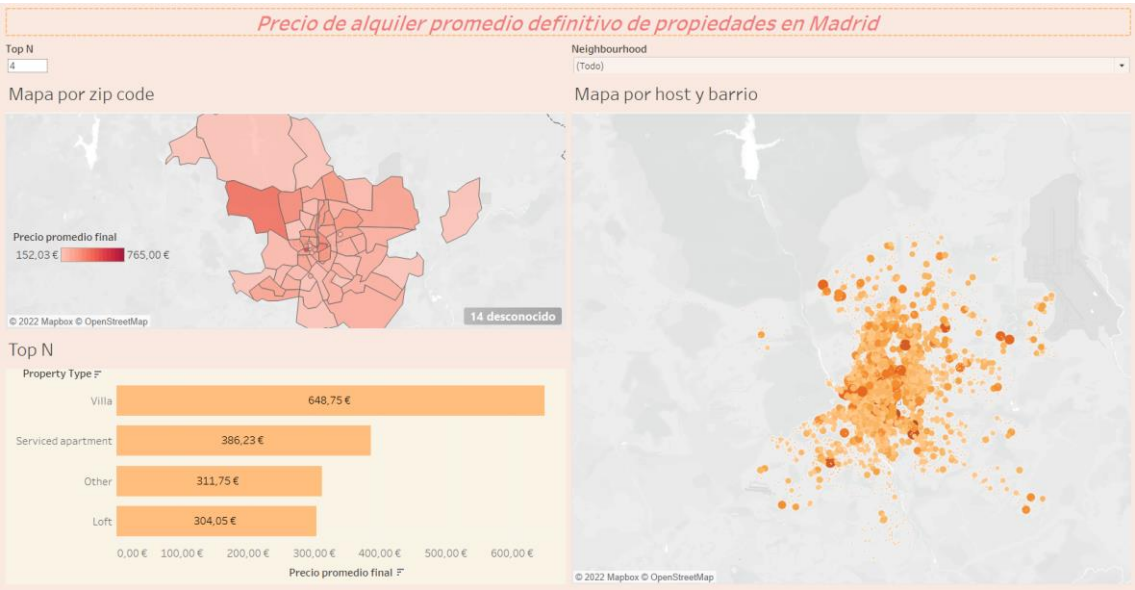 Precio de alquiler promedio definitivo de propiedades en Madrid
Top N
4
Neighbourhood
(Todo)
Mapa por zip code
Precio promedio final
152,03 € 765,00 €
© 2022 Mapbox © OpenStreetMap
14 desconocido
Top N
Property Type
Villa 648,75 €
Serviced apartment 386,23 €
Other 311,75 €
Loft 304,05 €
0,00 € 100,00 € 200,00 € 300,00 € 400,00 € 500,00 € 600,00 €
Precio promedio final
Mapa por host y barrio
© 2022 Mapbox © OpenStreetMap